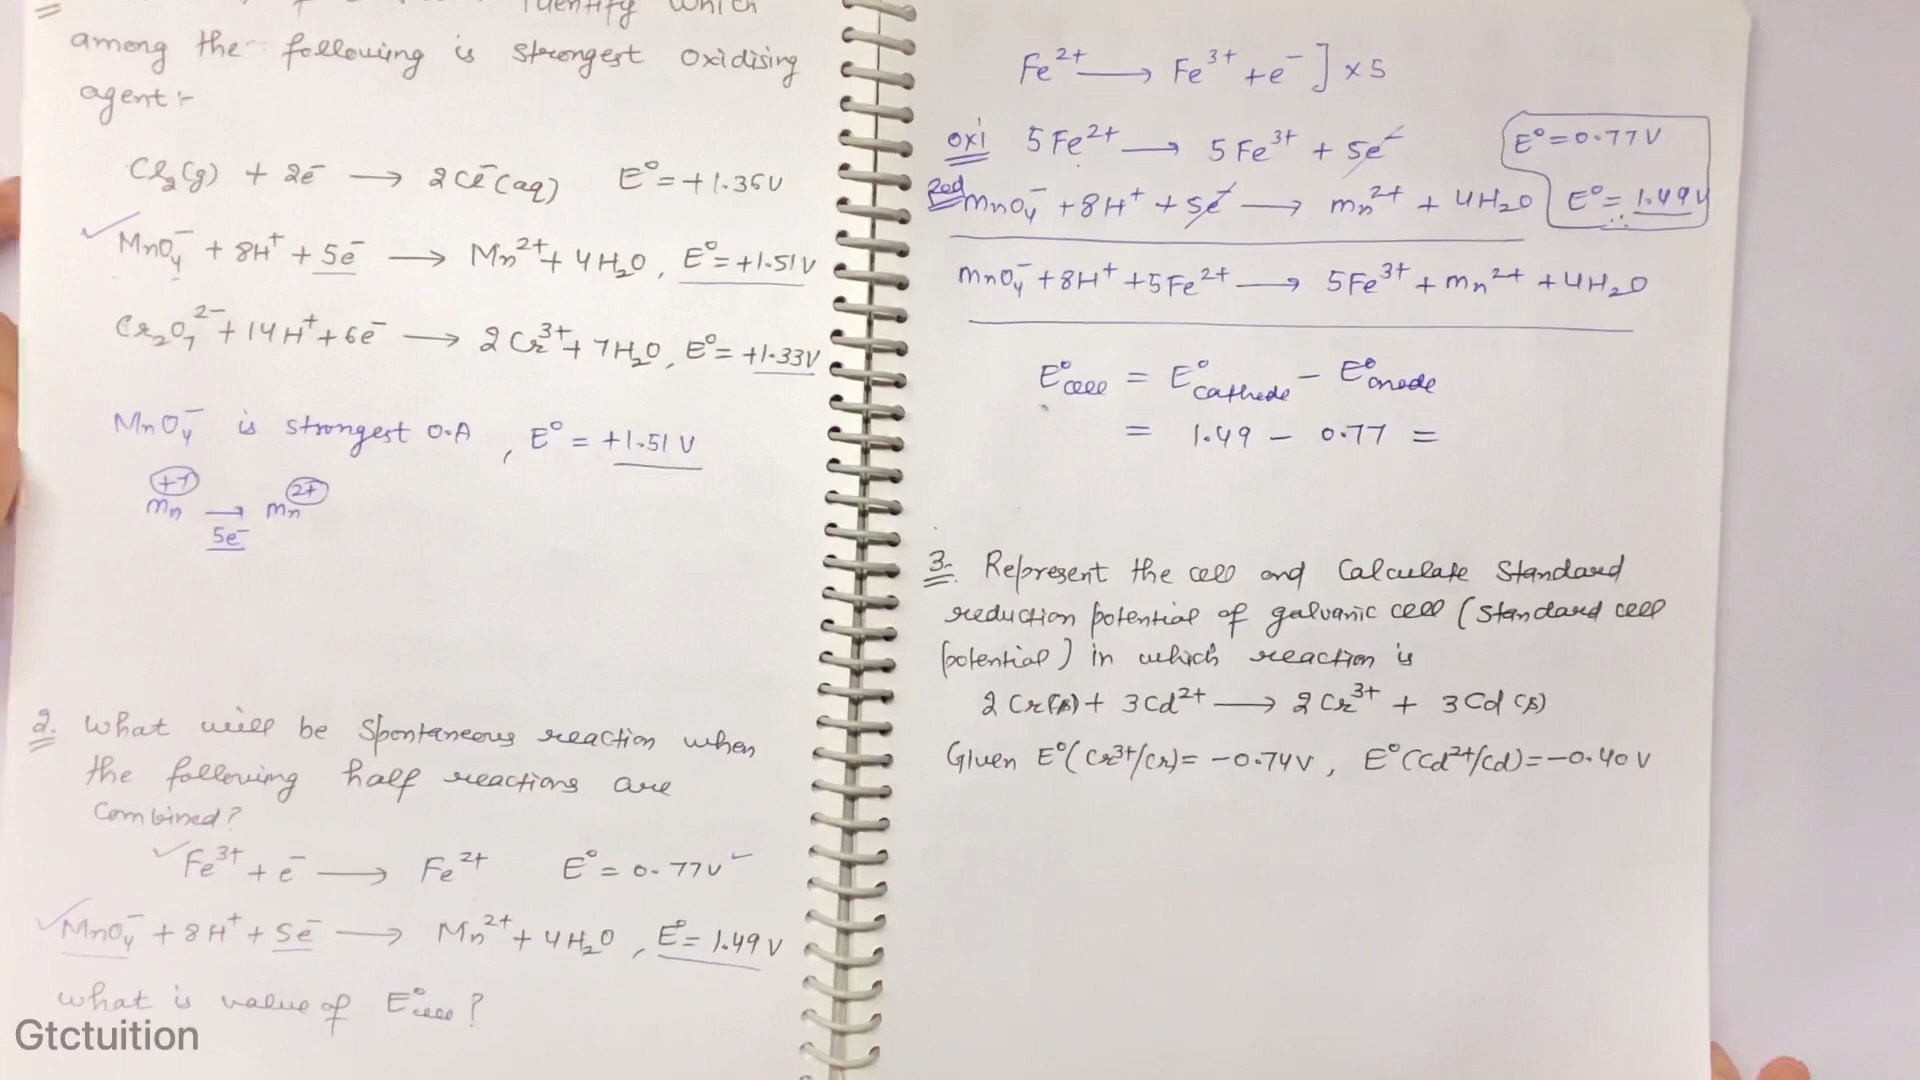 identify which
among the following is strongest oxidising
agent :-
Cl₂(g) + 2e⁻ ⟶ 2Cl⁻(aq) E° = +1.36V
MnO₄⁻ + 8H⁺ + 5e⁻ ⟶ Mn²⁺ + 4H₂O, E° = +1.51V
Cr₂O₇²⁻ + 14H⁺ + 6e⁻ ⟶ 2Cr³⁺ + 7H₂O, E° = +1.33V
MnO₄⁻ is strongest O.A, E° = +1.51 V
+7 2+
Mn ⟶ Mn
5e⁻
2. What will be Spontaneous reaction when
the following half reactions are
Combined?
Fe³⁺ + e⁻ ⟶ Fe²⁺ E° = 0.77V
MnO₄⁻ + 8H⁺ + 5e⁻ ⟶ Mn²⁺ + 4H₂O, E° = 1.49 V
What is value of E°cell?
Gtctuition
Fe²⁺ ⟶ Fe³⁺ + e⁻ ] × 5
oxi 5Fe²⁺ ⟶ 5Fe³⁺ + 5e⁻ E° = 0.77V
Red MnO₄⁻ + 8H⁺ + 5e⁻ ⟶ Mn²⁺ + 4H₂O E° = 1.49V
MnO₄⁻ + 8H⁺ + 5Fe²⁺ ⟶ 5Fe³⁺ + Mn²⁺ + 4H₂O
E°cell = E°cathode - E°anode
= 1.49 - 0.77 =
3. Represent the cell and Calculate Standard
reduction potential of galvanic cell (Standard cell
potential) in which reaction is
2Cr(s) + 3Cd²⁺ ⟶ 2Cr³⁺ + 3Cd(s)
Given E°(Cr³⁺/Cr) = -0.74V, E°(Cd²⁺/Cd) = -0.40V